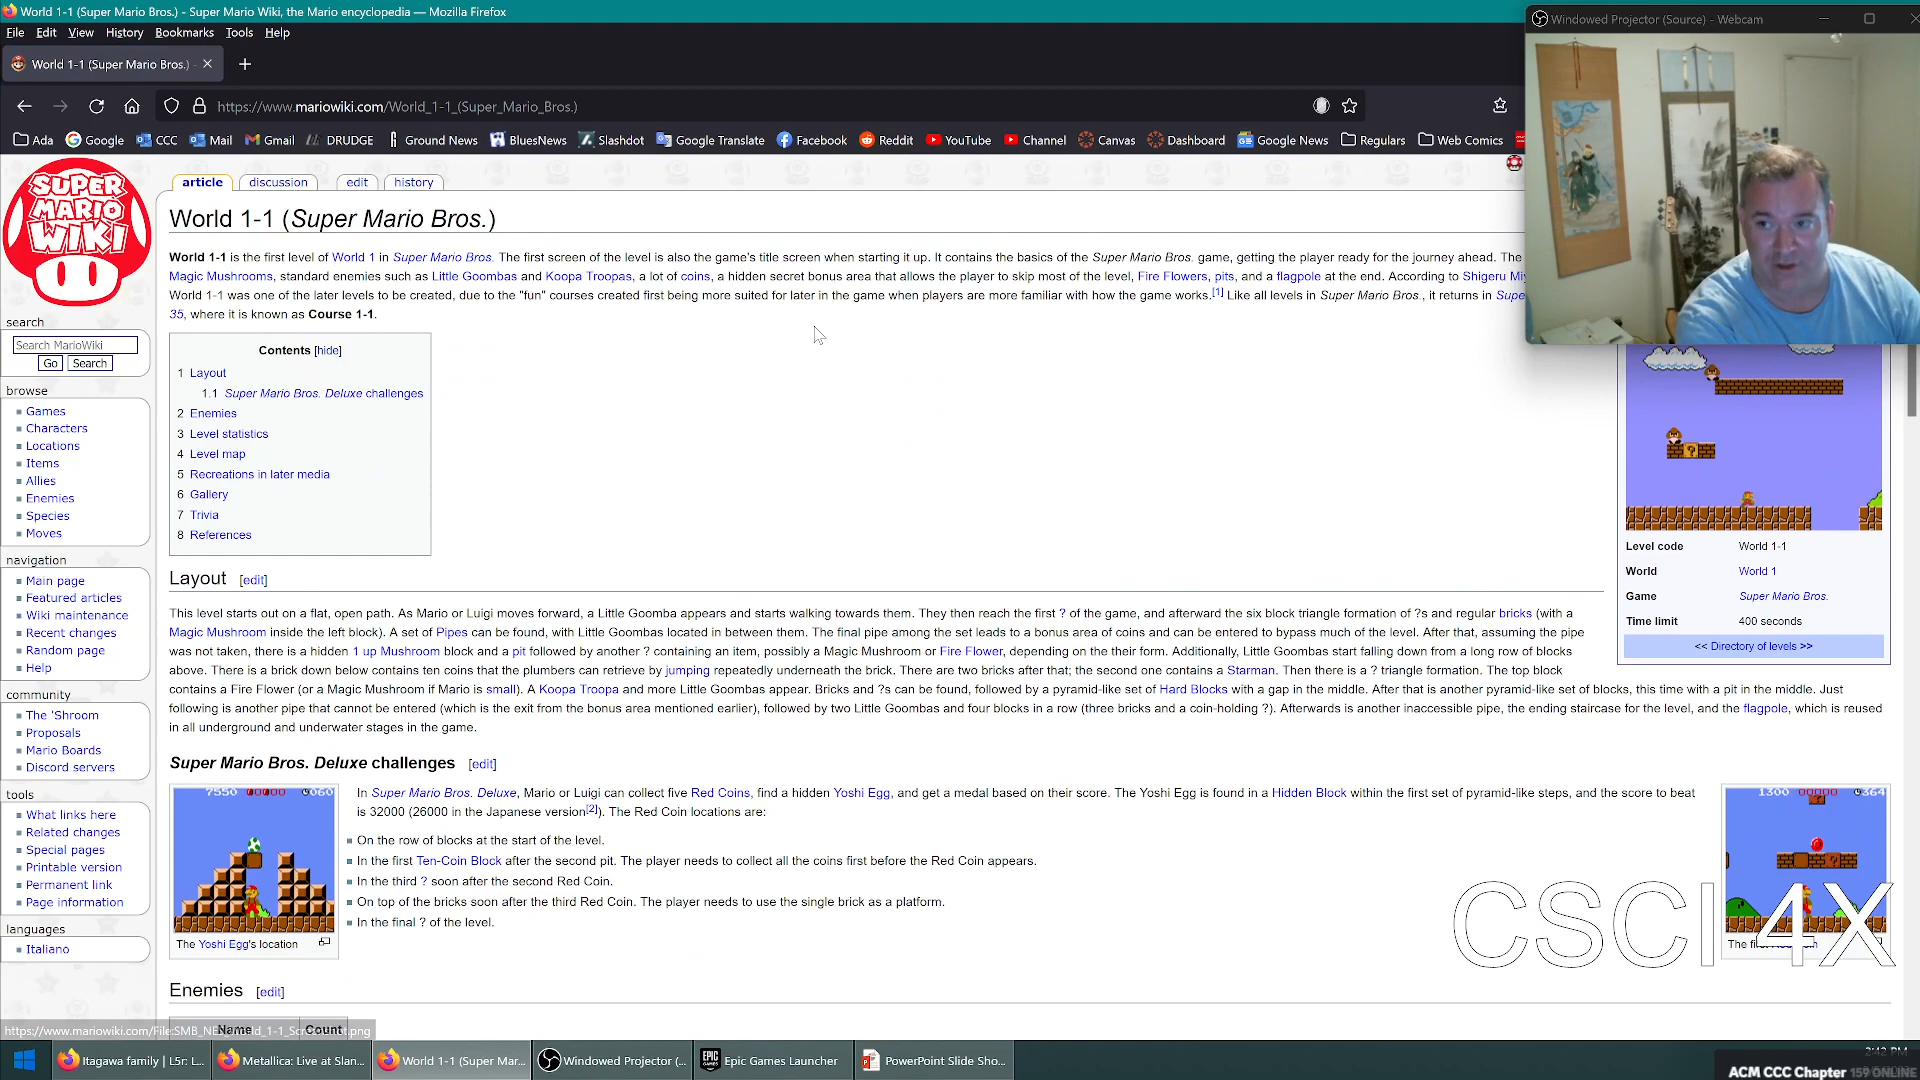 World 1-1 (Super Mario Bros.) - Super Mario Wiki, the Mario encyclopedia — Mozilla Firefox
File Edit View History Bookmarks Tools Help
Windowed Projector (Source) - Webcam
World 1-1 (Super Mario Bros.) -
https://www.mariowiki.com/World_1-1_(Super_Mario_Bros.)
Ada Google CCC Mail Gmail DRUDGE Ground News BluesNews Slashdot Google Translate Facebook Reddit YouTube Channel Canvas Dashboard Google News Regulars Web Comics
SUPER MARIO WIKI
article discussion edit history
World 1-1 (Super Mario Bros.)
World 1-1 is the first level of World 1 in Super Mario Bros. The first screen of the level is also the game's title screen when starting it up. It contains the basics of the Super Mario Bros. game, getting the player ready for the journey ahead. The
Magic Mushrooms, standard enemies such as Little Goombas and Koopa Troopas, a lot of coins, a hidden secret bonus area that allows the player to skip most of the level, Fire Flowers, pits, and a flagpole at the end. According to Shigeru Miy
World 1-1 was one of the later levels to be created, due to the "fun" courses created first being more suited for later in the game when players are more familiar with how the game works.[1] Like all levels in Super Mario Bros., it returns in Supe
35, where it is known as Course 1-1.
search
Search MarioWiki
Go Search
browse
Games
Characters
Locations
Items
Allies
Enemies
Species
Moves
navigation
Main page
Featured articles
Wiki maintenance
Recent changes
Random page
Help
community
The 'Shroom
Proposals
Mario Boards
Discord servers
tools
What links here
Related changes
Special pages
Printable version
Permanent link
Page information
languages
Italiano
Contents [hide]
1 Layout
1.1 Super Mario Bros. Deluxe challenges
2 Enemies
3 Level statistics
4 Level map
5 Recreations in later media
6 Gallery
7 Trivia
8 References
Level code World 1-1
World World 1
Game Super Mario Bros.
Time limit 400 seconds
<< Directory of levels >>
Layout [edit]
This level starts out on a flat, open path. As Mario or Luigi moves forward, a Little Goomba appears and starts walking towards them. They then reach the first ? of the game, and afterward the six block triangle formation of ?s and regular bricks (with a
Magic Mushroom inside the left block). A set of Pipes can be found, with Little Goombas located in between them. The final pipe among the set leads to a bonus area of coins and can be entered to bypass much of the level. After that, assuming the pipe
was not taken, there is a hidden 1 up Mushroom block and a pit followed by another ? containing an item, possibly a Magic Mushroom or Fire Flower, depending on the their form. Additionally, Little Goombas start falling down from a long row of blocks
above. There is a brick down below contains ten coins that the plumbers can retrieve by jumping repeatedly underneath the brick. There are two bricks after that; the second one contains a Starman. Then there is a ? triangle formation. The top block
contains a Fire Flower (or a Magic Mushroom if Mario is small). A Koopa Troopa and more Little Goombas appear. Bricks and ?s can be found, followed by a pyramid-like set of Hard Blocks with a gap in the middle. After that is another pyramid-like set of blocks, this time with a pit in the middle. Just
following is another pipe that cannot be entered (which is the exit from the bonus area mentioned earlier), followed by two Little Goombas and four blocks in a row (three bricks and a coin-holding ?). Afterwards is another inaccessible pipe, the ending staircase for the level, and the flagpole, which is reused
in all underground and underwater stages in the game.
Super Mario Bros. Deluxe challenges [edit]
7550 060
The Yoshi Egg's location
In Super Mario Bros. Deluxe, Mario or Luigi can collect five Red Coins, find a hidden Yoshi Egg, and get a medal based on their score. The Yoshi Egg is found in a Hidden Block within the first set of pyramid-like steps, and the score to beat
is 32000 (26000 in the Japanese version[2]). The Red Coin locations are:
On the row of blocks at the start of the level.
In the first Ten-Coin Block after the second pit. The player needs to collect all the coins first before the Red Coin appears.
In the third ? soon after the second Red Coin.
On top of the bricks soon after the third Red Coin. The player needs to use the single brick as a platform.
In the final ? of the level.
1300 364
The
CSCI 4X
Enemies [edit]
Name Count
Itagawa family | L5r: L... Metallica: Live at Slan... World 1-1 (Super Mar... Windowed Projector (... Epic Games Launcher PowerPoint Slide Sho...
2:42 PM
ACM CCC Chapter 159 ONLINE